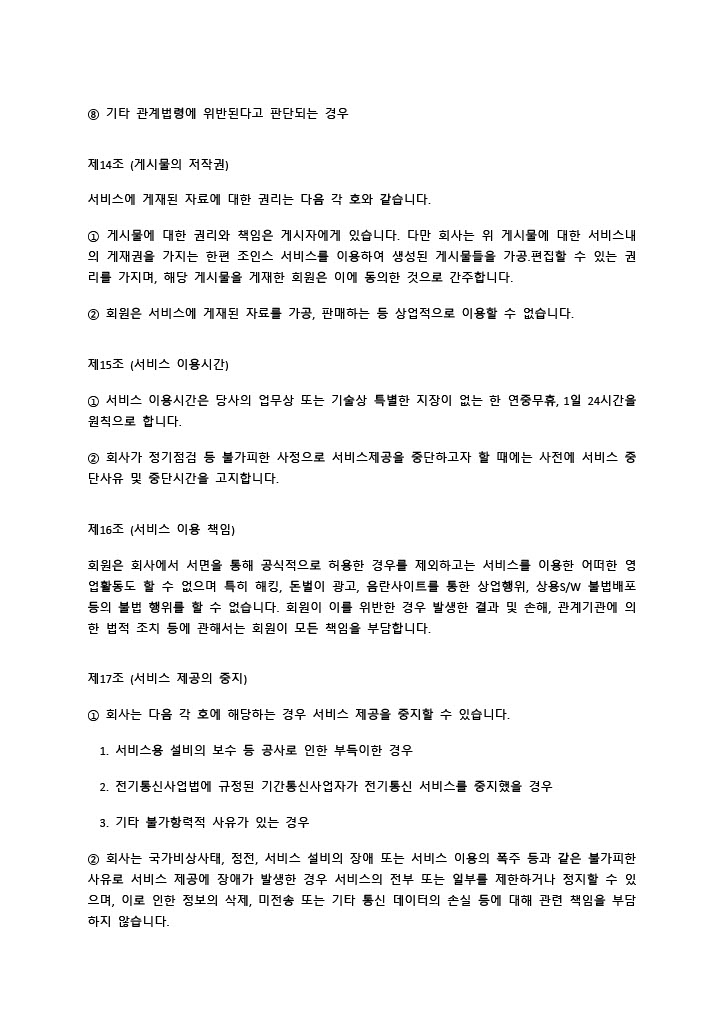 ⑧ 기타 관계법령에 위반된다고 판단되는 경우
제14조 (게시물의 저작권)
서비스에 게재된 자료에 대한 권리는 다음 각 호와 같습니다.
① 게시물에 대한 권리와 책임은 게시자에게 있습니다. 다만 회사는 위 게시물에 대한 서비스내
의 게재권을 가지는 한편 조인스 서비스를 이용하여 생성된 게시물들을 가공.편집할 수 있는 권
리를 가지며, 해당 게시물을 게재한 회원은 이에 동의한 것으로 간주합니다.
② 회원은 서비스에 게재된 자료를 가공, 판매하는 등 상업적으로 이용할 수 없습니다.
제15조 (서비스 이용시간)
① 서비스 이용시간은 당사의 업무상 또는 기술상 특별한 지장이 없는 한 연중무휴, 1일 24시간을
원칙으로 합니다.
② 회사가 정기점검 등 불가피한 사정으로 서비스제공을 중단하고자 할 때에는 사전에 서비스 중
단사유 및 중단시간을 고지합니다.
제16조 (서비스 이용 책임)
회원은 회사에서 서면을 통해 공식적으로 허용한 경우를 제외하고는 서비스를 이용한 어떠한 영
업활동도 할 수 없으며 특히 해킹, 돈벌이 광고, 음란사이트를 통한 상업행위, 상용S/W 불법배포
등의 불법 행위를 할 수 없습니다. 회원이 이를 위반한 경우 발생한 결과 및 손해, 관계기관에 의
한 법적 조치 등에 관해서는 회원이 모든 책임을 부담합니다.
제17조 (서비스 제공의 중지)
① 회사는 다음 각 호에 해당하는 경우 서비스 제공을 중지할 수 있습니다.
1. 서비스용 설비의 보수 등 공사로 인한 부득이한 경우
2. 전기통신사업법에 규정된 기간통신사업자가 전기통신 서비스를 중지했을 경우
3. 기타 불가항력적 사유가 있는 경우
② 회사는 국가비상사태, 정전, 서비스 설비의 장애 또는 서비스 이용의 폭주 등과 같은 불가피한
사유로 서비스 제공에 장애가 발생한 경우 서비스의 전부 또는 일부를 제한하거나 정지할 수 있
으며, 이로 인한 정보의 삭제, 미전송 또는 기타 통신 데이터의 손실 등에 대해 관련 책임을 부담
하지 않습니다.